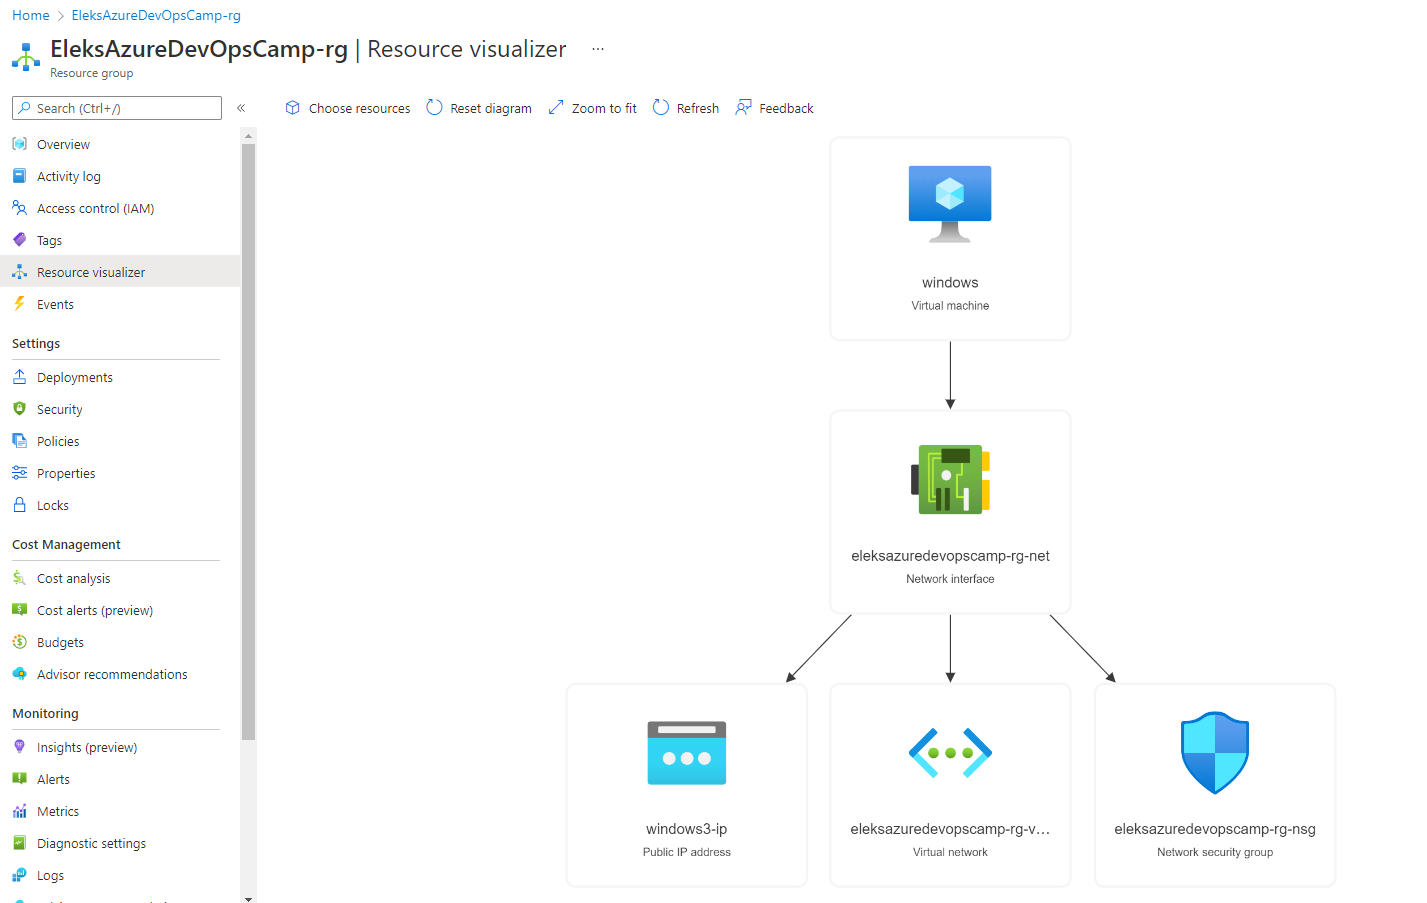 Home > EleksAzureDevOpsCamp-rg
EleksAzureDevOpsCamp-rg | Resource visualizer ...
Resource group
Search (Ctrl+/)
«
Choose resources
Reset diagram
Zoom to fit
Refresh
Feedback
Overview
Activity log
Access control (IAM)
Tags
Resource visualizer
Events
Settings
Deployments
Security
Policies
Properties
Locks
Cost Management
Cost analysis
Cost alerts (preview)
Budgets
Advisor recommendations
Monitoring
Insights (preview)
Alerts
Metrics
Diagnostic settings
Logs
windows
Virtual machine
eleksazuredevopscamp-rg-net
Network interface
windows3-ip
Public IP address
eleksazuredevopscamp-rg-v...
Virtual network
eleksazuredevopscamp-rg-nsg
Network security group